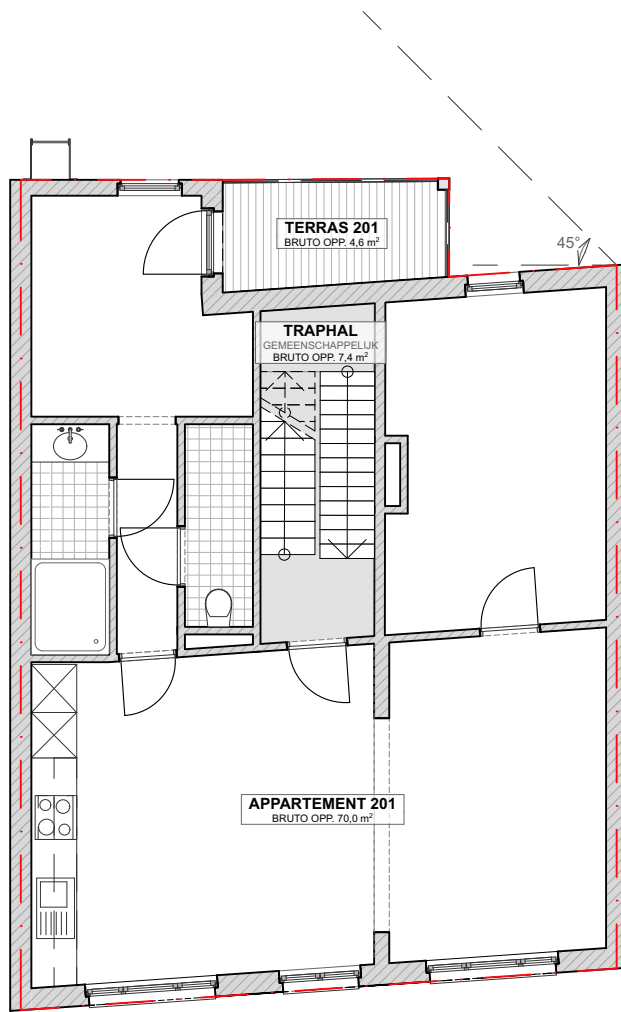 TERRAS 201
BRUTO OPP. 4,6 m²
45°
TRAPHAL
GEMEENSCHAPPELIJK
BRUTO OPP. 7,4 m²
APPARTEMENT 201
BRUTO OPP. 70,0 m²